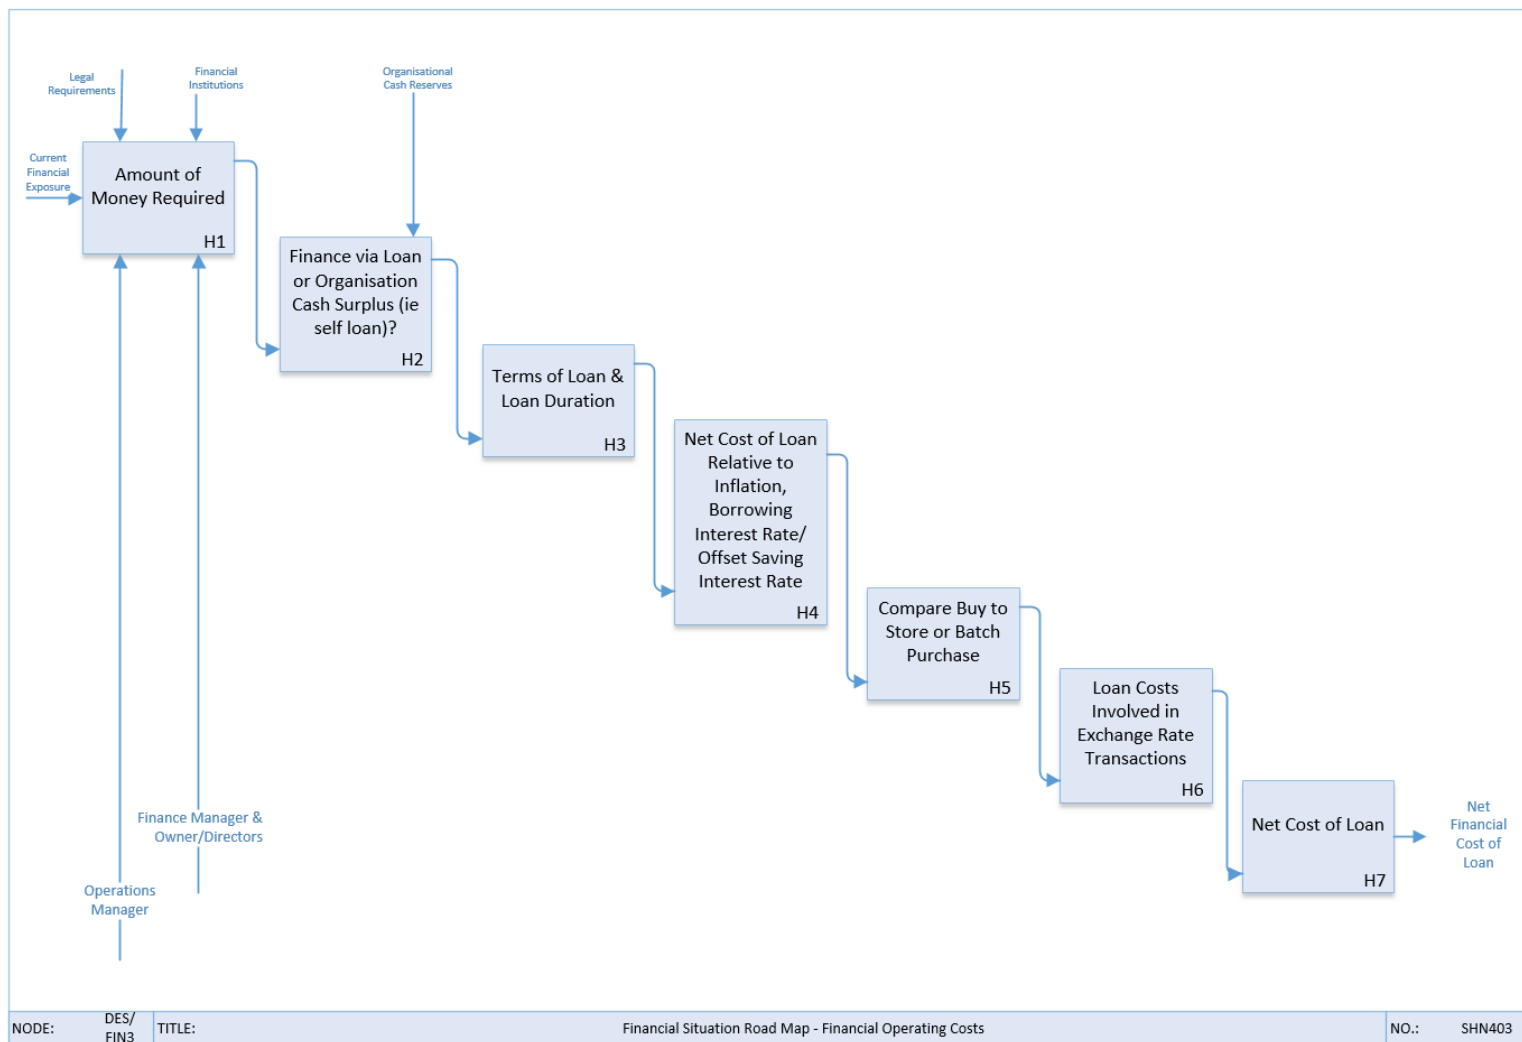 Legal
Requirements
Financial
Institutions
Organisational
Cash Reserves
Current
Financial
Exposure
Amount of
Money Required
H1
Finance via Loan
or Organisation
Cash Surplus (ie
self loan)?
H2
Terms of Loan &
Loan Duration
H3
Net Cost of Loan
Relative to
Inflation,
Borrowing
Interest Rate/
Offset Saving
Interest Rate
H4
Compare Buy to
Store or Batch
Purchase
H5
Loan Costs
Involved in
Exchange Rate
Transactions
H6
Net Cost of Loan
H7
Net
Financial
Cost of
Loan
Finance Manager &
Owner/Directors
Operations
Manager
NODE:
DES/
FIN3
TITLE:
Financial Situation Road Map - Financial Operating Costs
NO.:
SHN403